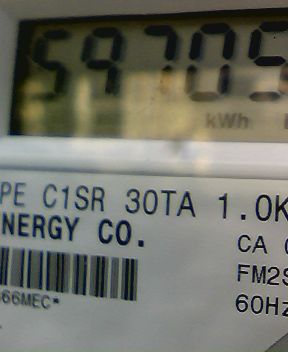 59705
kWh
PE C1SR 30TA 1.0K
NERGY CO.
CA
FM2S
66MEC*
60Hz